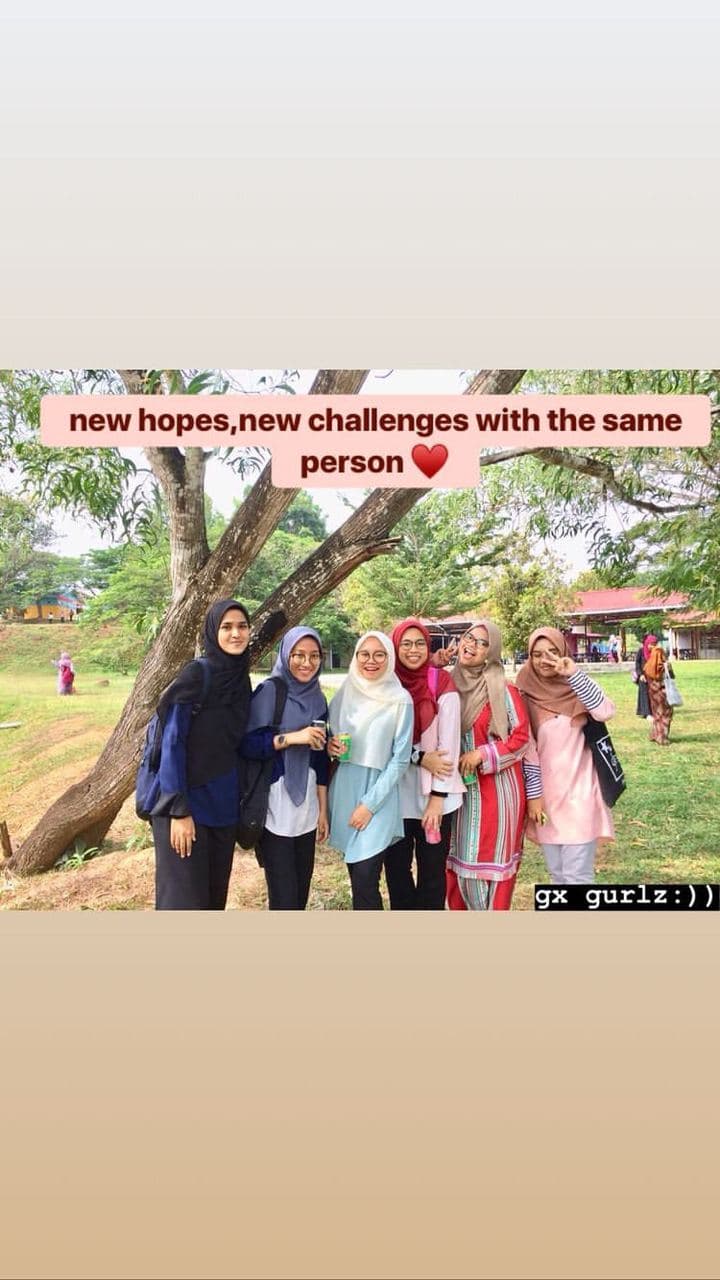 new hopes,new challenges with the same
person ♥️
gx gurlz:))